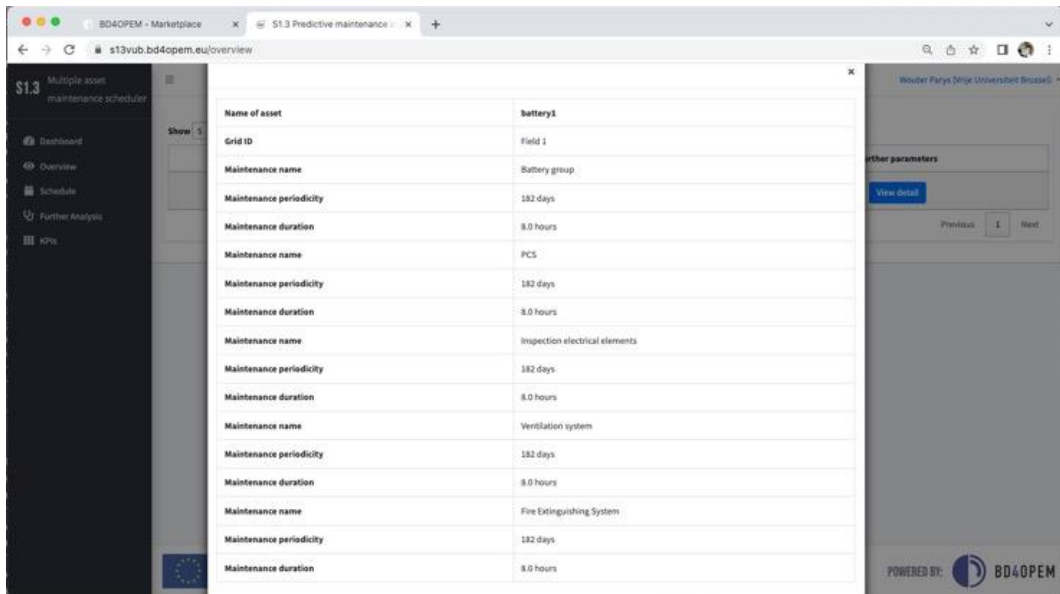 BD4OPEM - Marketplace
S1.3 Predictive maintenance
s13vub.bd4opem.eu/overview
S1.3 Multiple asset
maintenance scheduler
Wouter Parys (Vrije Universiteit Brussel)
Dashboard
Overview
Schedule
Further Analysis
KPIs
Show 5
Name of asset battery1
Grid ID Field 1
Maintenance name Battery group
Maintenance periodicity 182 days
Maintenance duration 8.0 hours
Maintenance name PCS
Maintenance periodicity 182 days
Maintenance duration 8.0 hours
Maintenance name Inspection electrical elements
Maintenance periodicity 182 days
Maintenance duration 8.0 hours
Maintenance name Ventilation system
Maintenance periodicity 182 days
Maintenance duration 8.0 hours
Maintenance name Fire Extinguishing System
Maintenance periodicity 182 days
Maintenance duration 8.0 hours
rther parameters
View detail
Previous 1 Next
POWERED BY: BD4OPEM